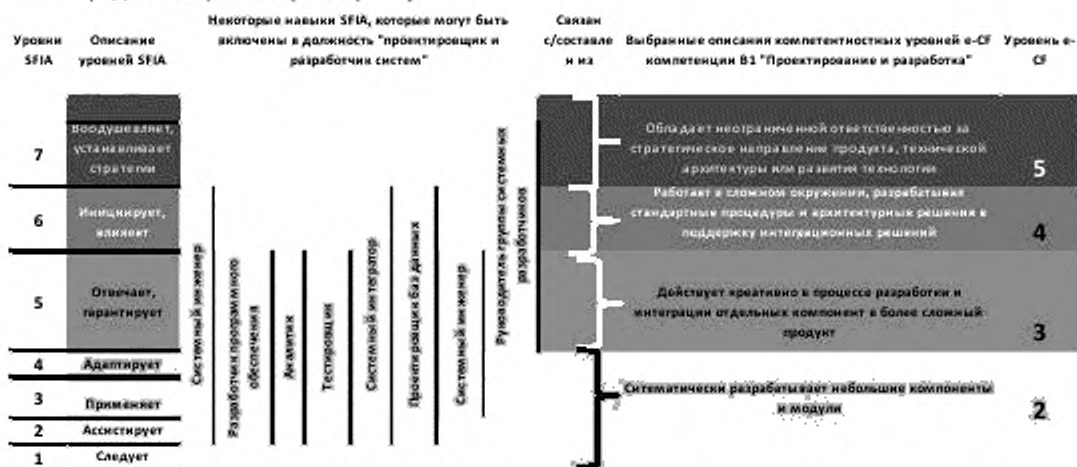 Уровни SFIA
Описание уровней SFIA
Некоторые навыки SFIA, которые могут быть
включены в должность "проектировщик и
разработчик систем"
Связан
с/составле
н из
Выбранные описания компетентностных уровней e-CF
компетенции B1 "Проектирование и разработка"
Уровень e-
CF
7
Воодушевляет,
устанавливает
стратегии
6
Инициирует,
влияет
5
Отвечает,
гарантирует
4
Адаптирует
3
Применяет
2
Ассистирует
1
Следует
Системный инженер
Разработчик программного
обеспечения
Аналитик
Тестировщик
Системный интегратор
Проектировщик баз данных
Системный инженер
Руководитель группы системных
разработчиков
Обладает неограниченной ответственностью за
стратегическое направление продукта, технической
архитектуры или развития технологии
5
Работает в сложном окружении, разрабатывая
стандартные процедуры и архитектурные решения в
поддержку интеграционных решений
4
Действует креативно в процессе разработки и
интеграции отдельных компонент в более сложный
продукт
3
Ситематически разрабатывает небольшие компоненты
и модули
2